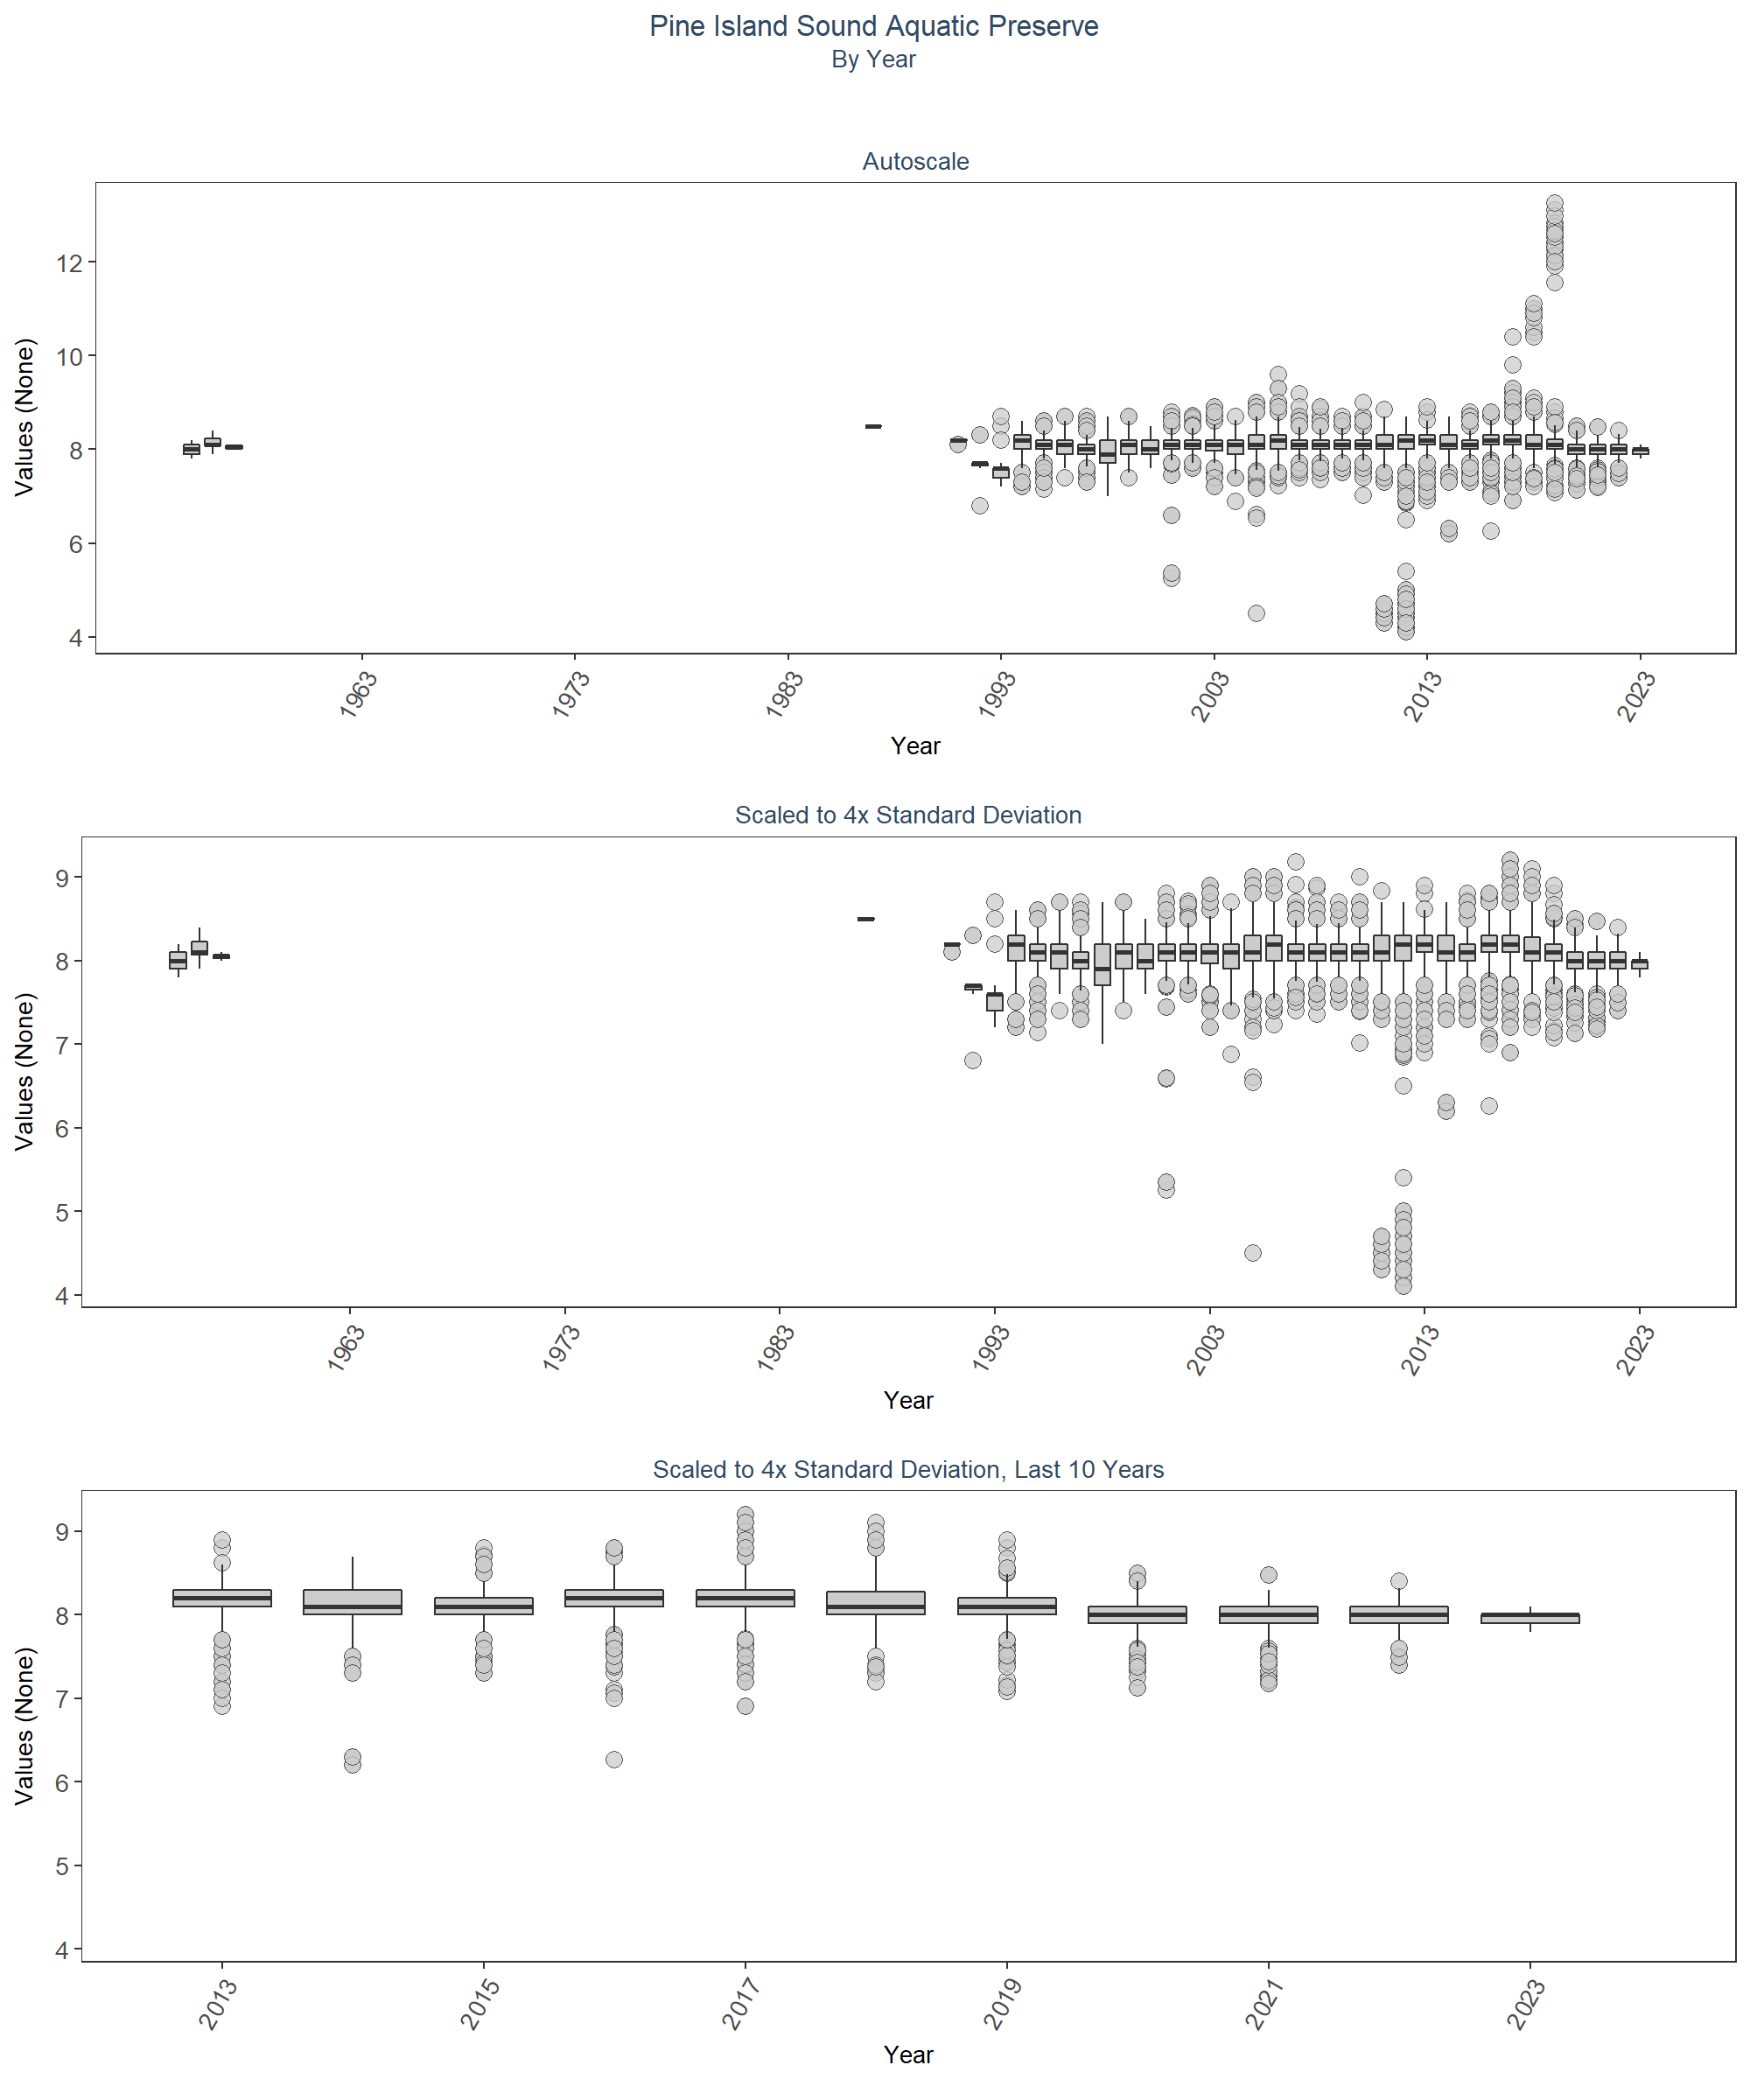 Pine Island Sound Aquatic Preserve
By Year
Autoscale
Values (None)
12
10
8
6
4
1963 1973 1983 1993 2003 2013 2023
Year
Scaled to 4x Standard Deviation
Values (None)
9
8
7
6
5
4
1963 1973 1983 1993 2003 2013 2023
Year
Scaled to 4x Standard Deviation, Last 10 Years
Values (None)
9
8
7
6
5
4
2013 2015 2017 2019 2021 2023
Year